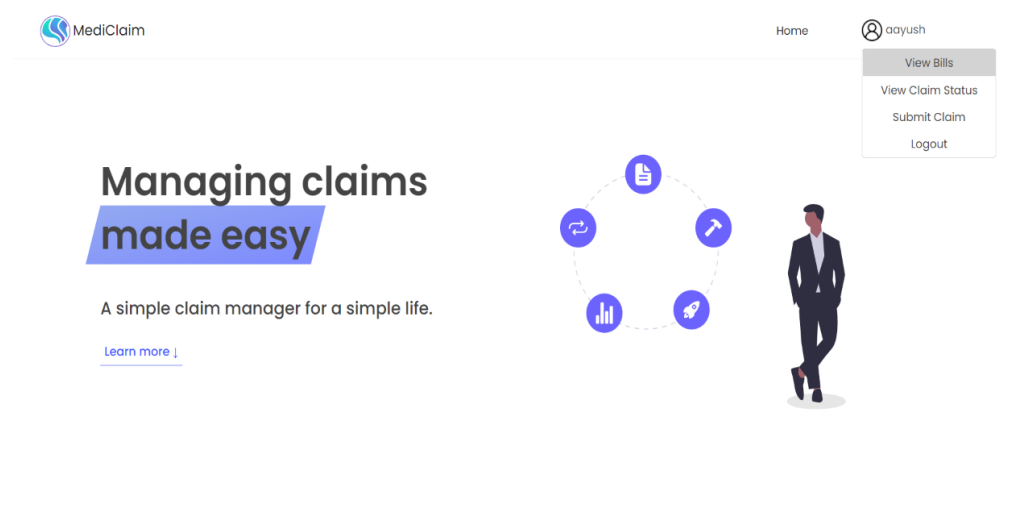 MediClaim
Home
aayush
View Bills
View Claim Status
Submit Claim
Logout
Managing claims
made easy
A simple claim manager for a simple life.
Learn more ↓